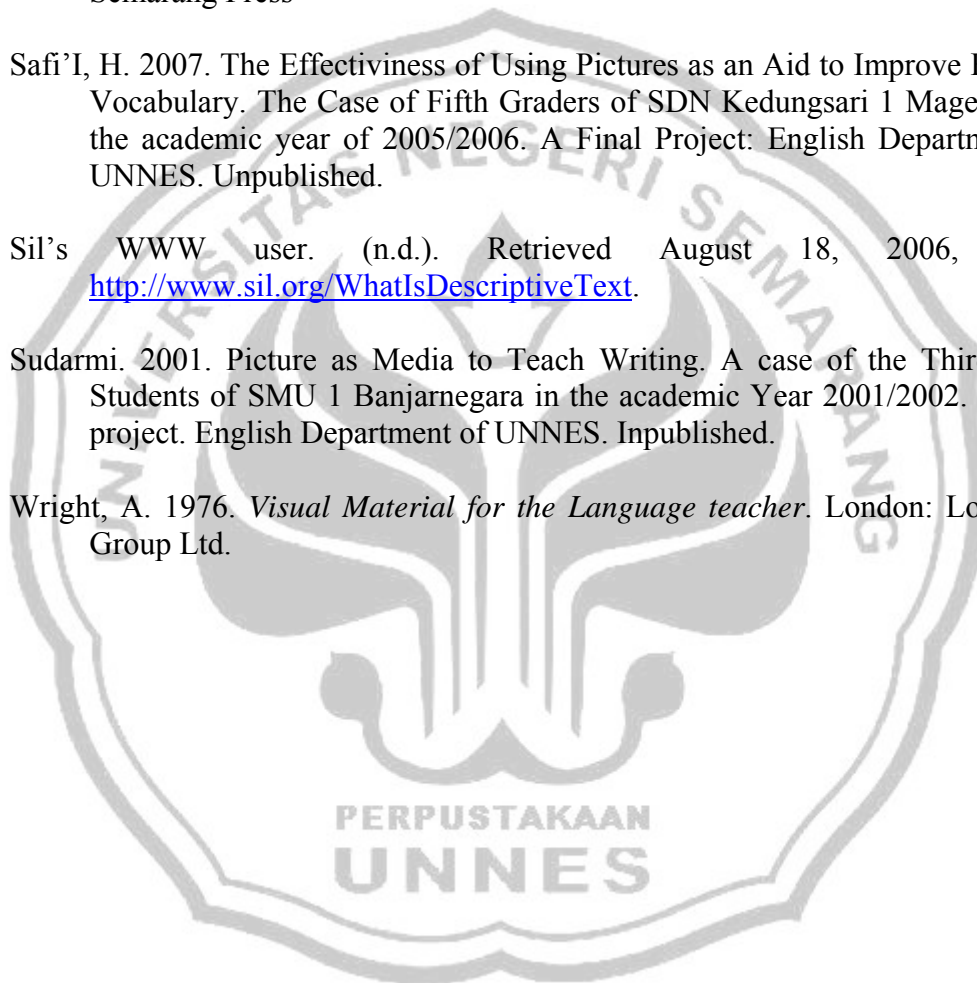 Semarang Press
Safi’I, H. 2007. The Effectiviness of Using Pictures as an Aid to Improve
Vocabulary. The Case of Fifth Graders of SDN Kedungsari 1
the academic year of 2005/2006. A Final Project: English
UNNES. Unpublished.
Sil’s WWW user. (n.d.). Retrieved August 18, 2006,
http://www.sil.org/WhatIsDescriptiveText.
Sudarmi. 2001. Picture as Media to Teach Writing. A case of the
Students of SMU 1 Banjarnegara in the academic Year 2001/2002.
project. English Department of UNNES. Inpublished.
Wright, A. 1976. Visual Material for the Language teacher. London:
Group Ltd.
UNIVERSITAS NEGERI SEMARANG
PERPUSTAKAAN
UNNES